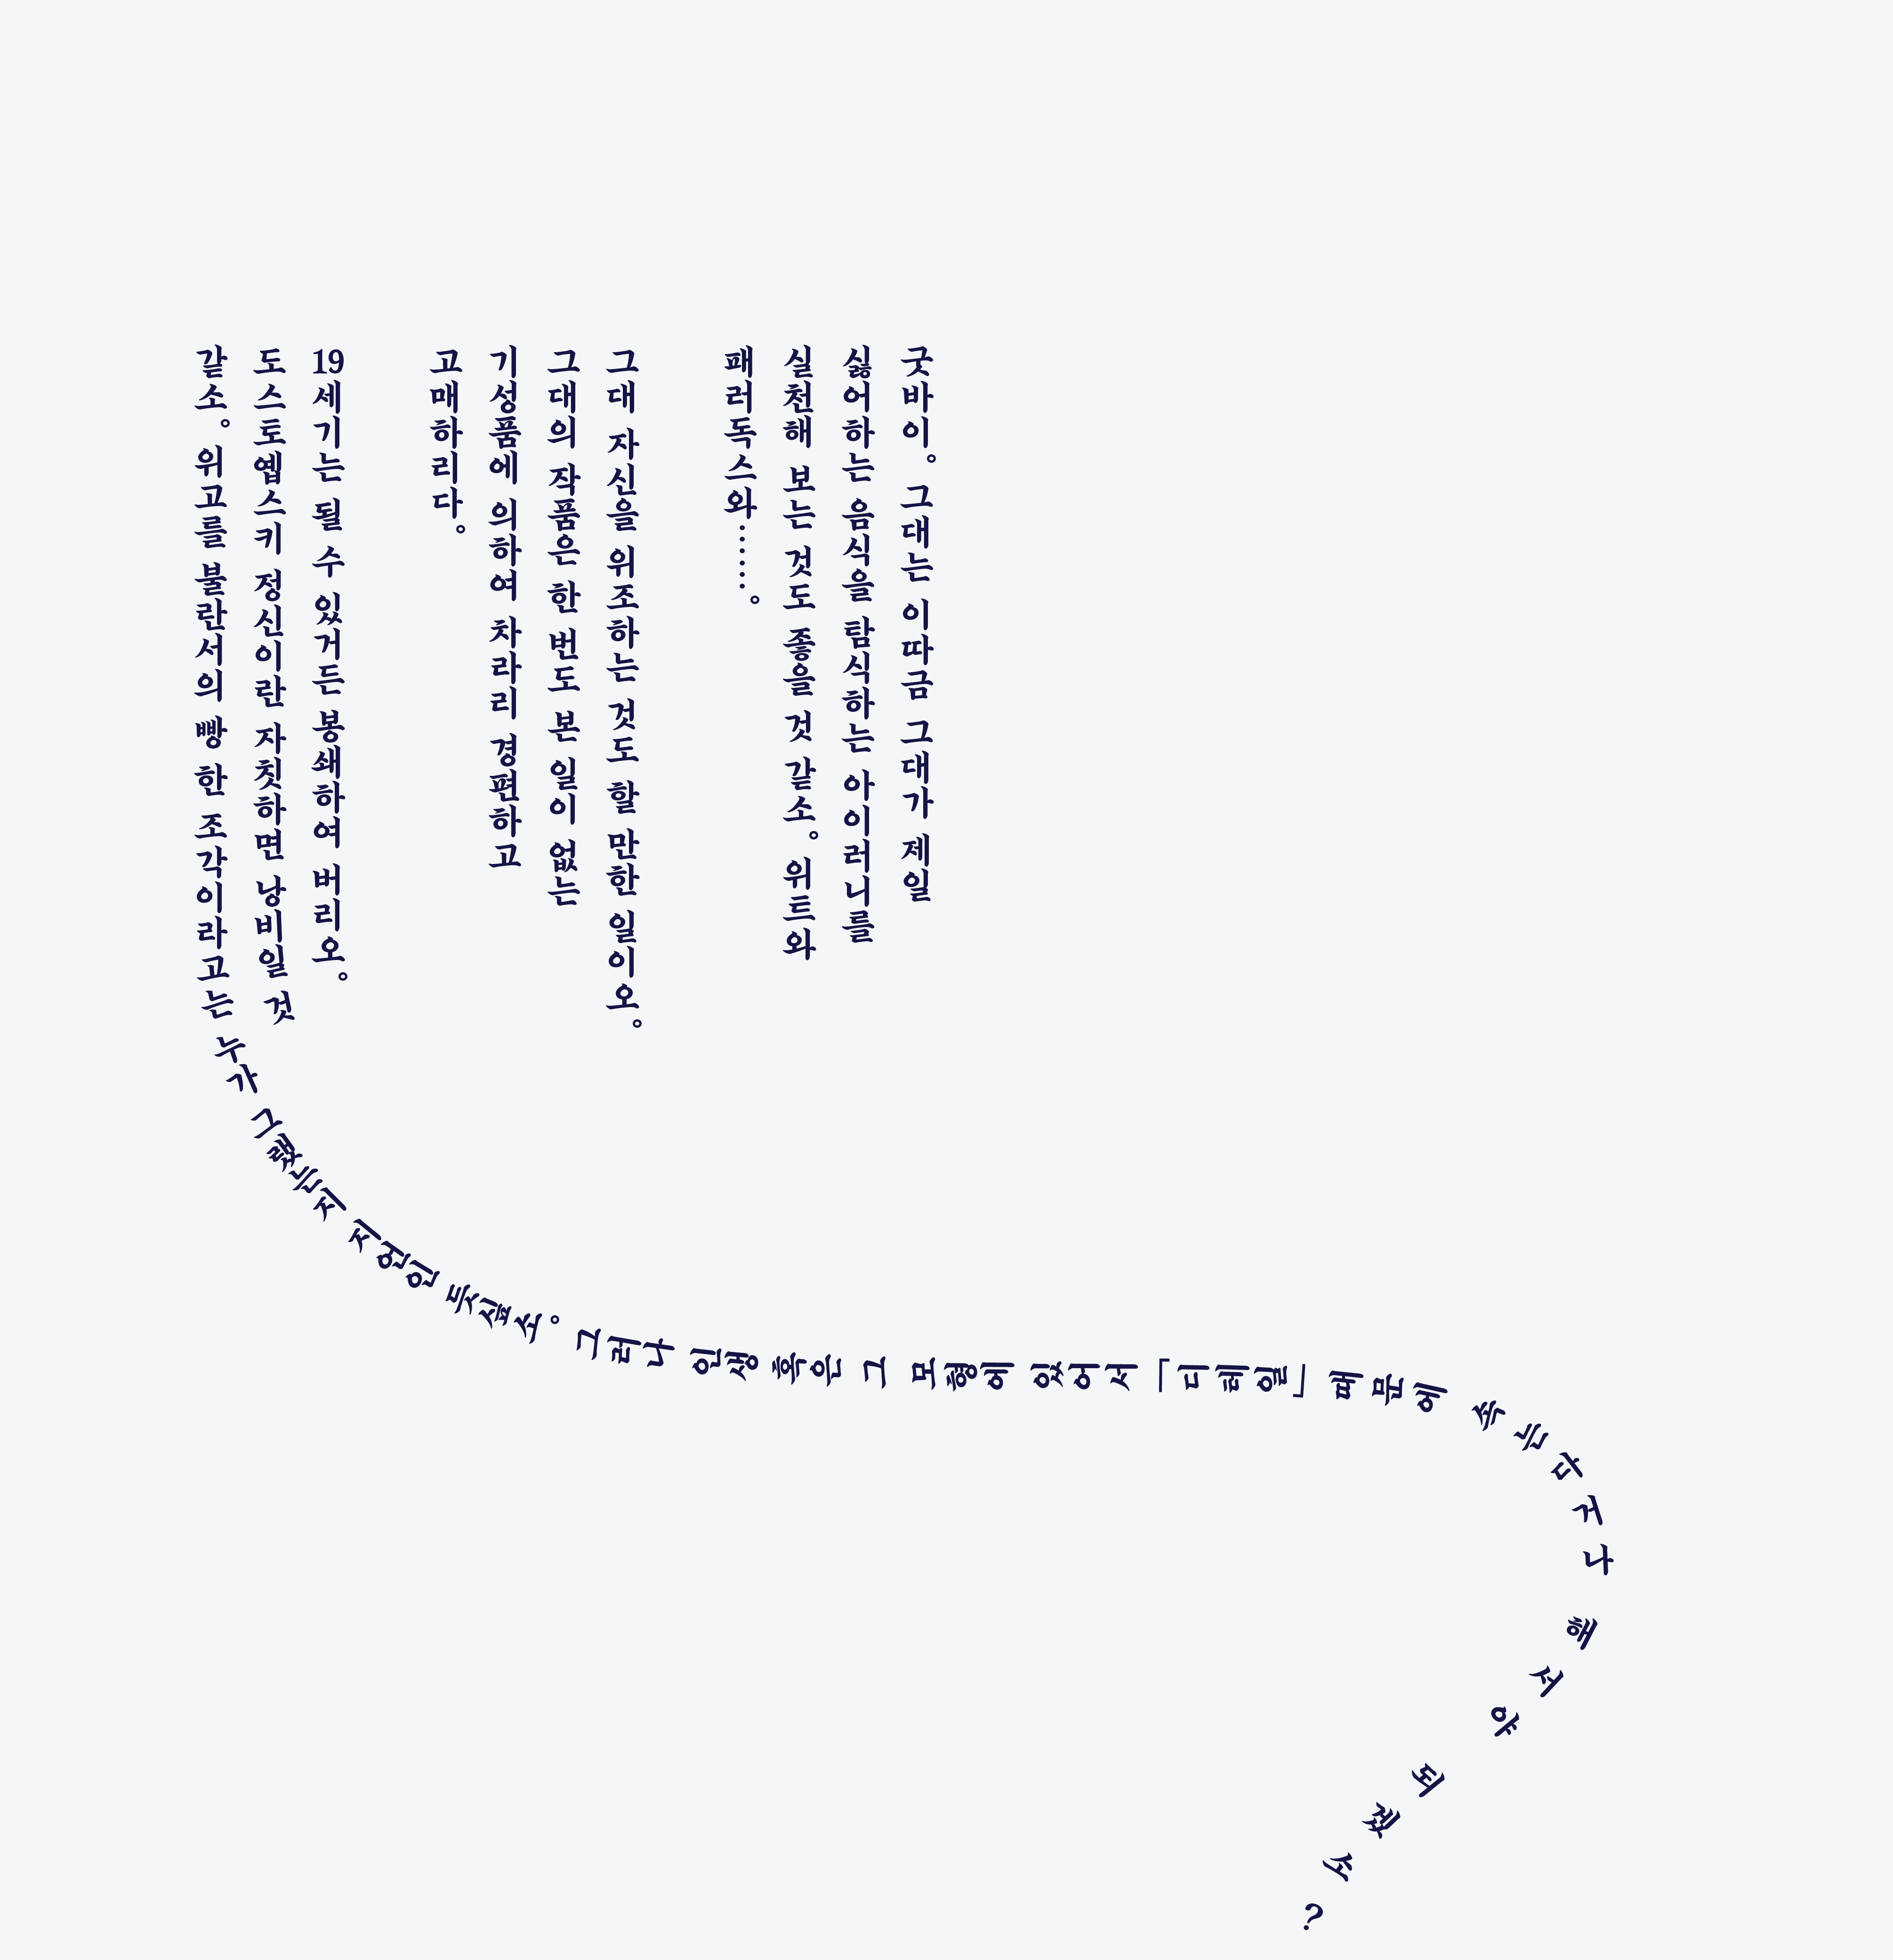 굿바이。그대는 이따금 그대가 제일
싫어하는 음식을 탐식하는 아이러니를
실천해 보는 것도 좋을 것 같소。위트와
패러독스와……。
그대 자신을 위조하는 것도 할 만한 일이오。
그대의 작품은 한 번도 본 일이 없는
기성품에 의하여 차라리 경편하고
고매하리다。
19세기는 될 수 있거든 봉쇄하여 버리오。
도스토옙스키 정신이란 자칫하면 낭비일 것
같소。위고를 불란서의 빵 한 조각이라고는 누가 그랬는지 지언인 듯싶소。그러나 인생 혹은 그 모형에 있어서 「디테일」 때문에 속는다거나 해서야 되겠소?